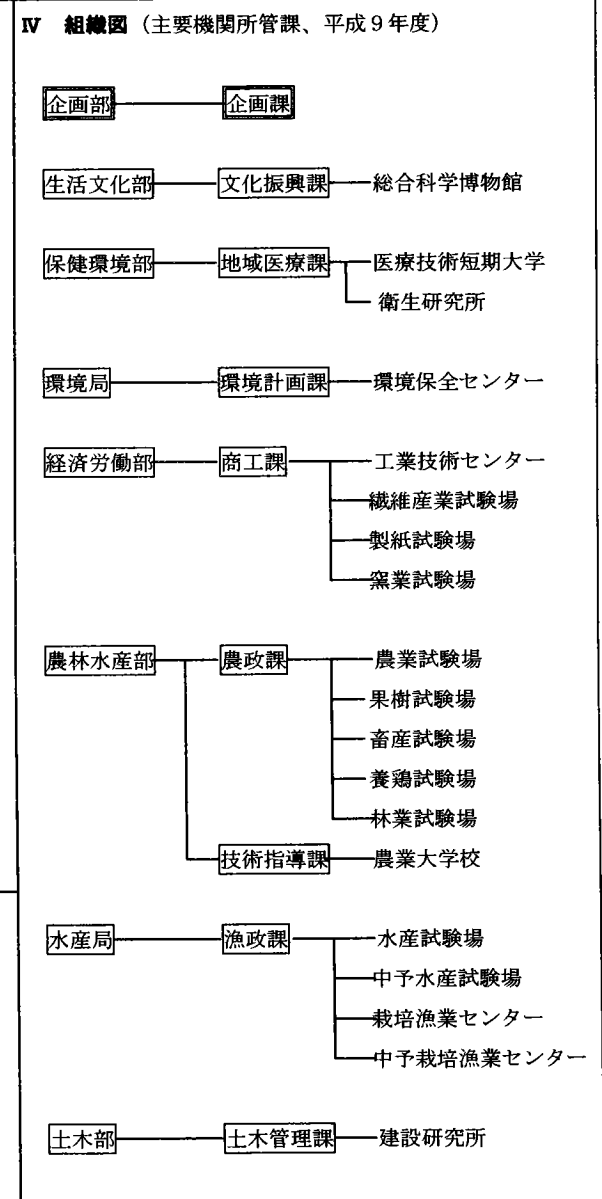 Ⅳ 組織図（主要機関所管課、平成９年度）
企画部 企画課
生活文化部 文化振興課 総合科学博物館
保健環境部 地域医療課 医療技術短期大学
衛生研究所
環境局 環境計画課 環境保全センター
経済労働部 商工課 工業技術センター
繊維産業試験場
製紙試験場
窯業試験場
農林水産部 農政課 農業試験場
果樹試験場
畜産試験場
養鶏試験場
林業試験場
技術指導課 農業大学校
水産局 漁政課 水産試験場
中予水産試験場
栽培漁業センター
中予栽培漁業センター
土木部 土木管理課 建設研究所